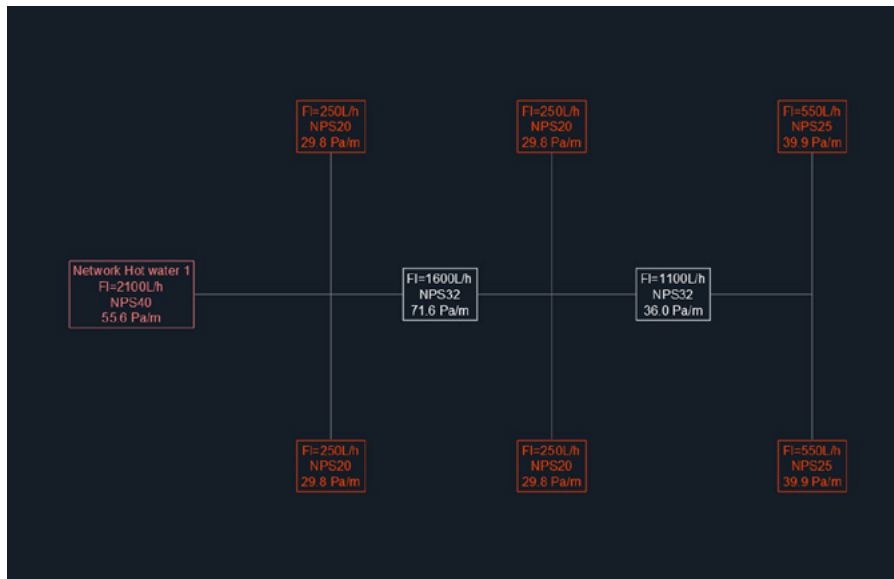 Fl=250L/h
NPS20
29.8 Pa/m
Fl=250L/h
NPS20
29.8 Pa/m
Fl=550L/h
NPS25
39.9 Pa/m
Network Hot water 1
Fl=2100L/h
NPS40
55.6 Pa/m
Fl=1600L/h
NPS32
71.6 Pa/m
Fl=1100L/h
NPS32
36.0 Pa/m
Fl=250L/h
NPS20
29.8 Pa/m
Fl=250L/h
NPS20
29.8 Pa/m
Fl=550L/h
NPS25
39.9 Pa/m